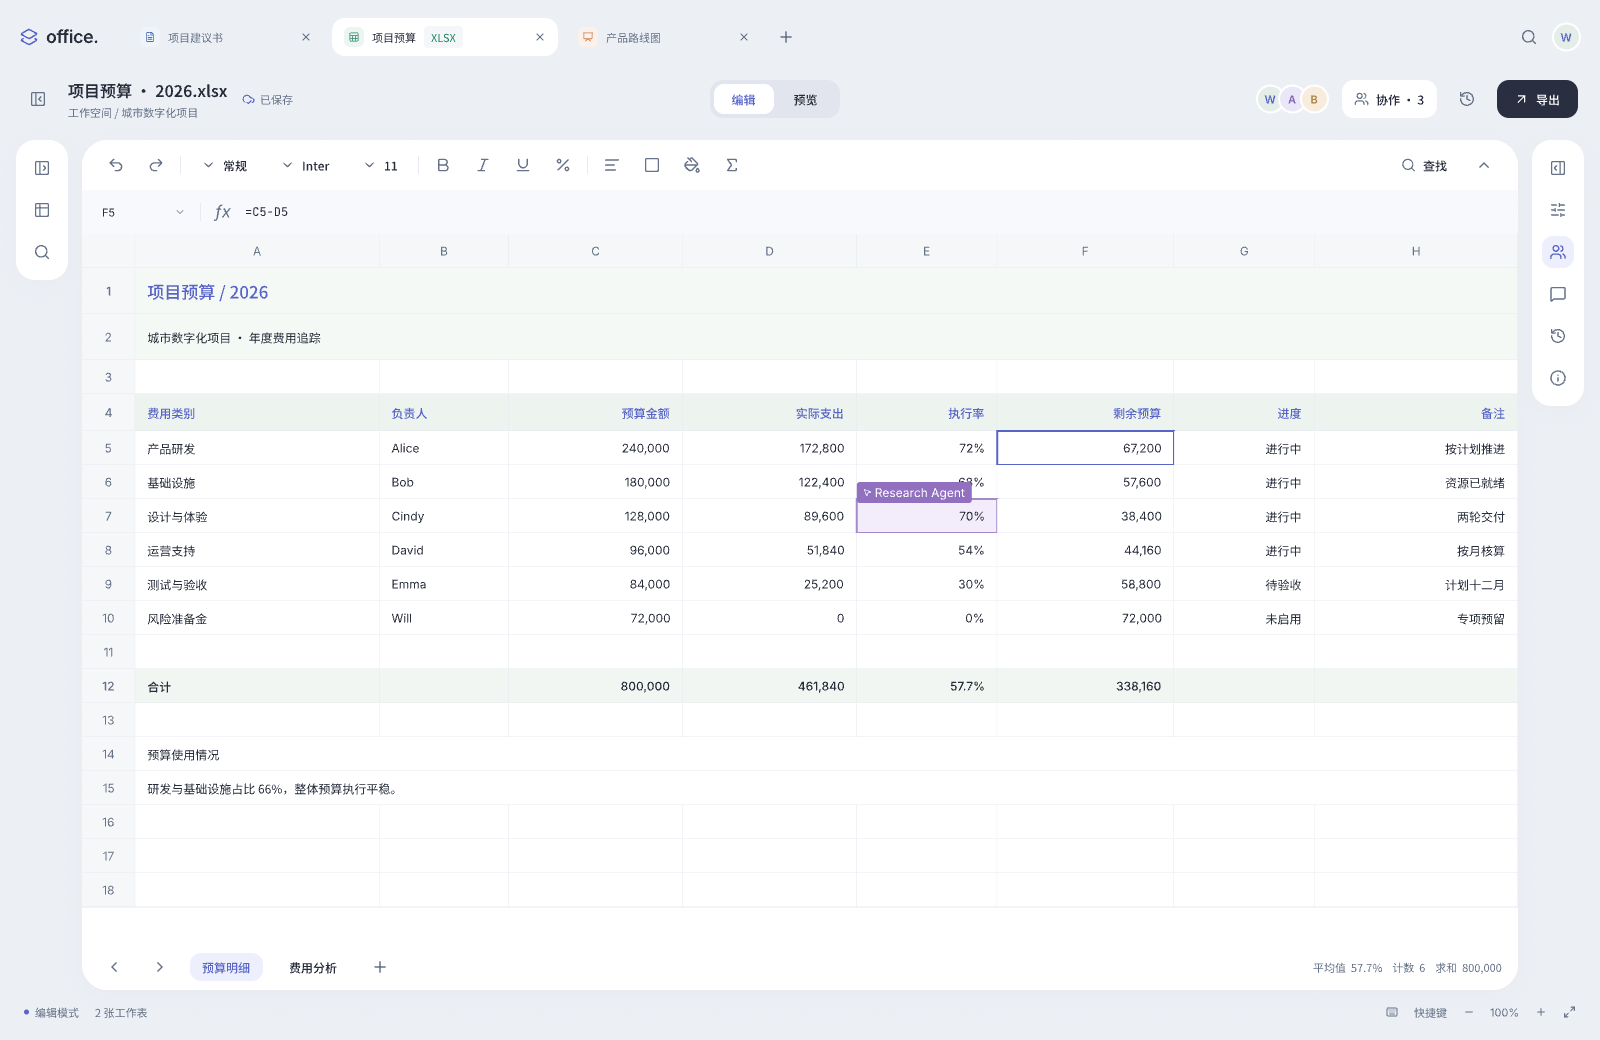 office.
项目建议书
项目预算 XLSX
产品路线图
W
项目预算 · 2026.xlsx
工作空间 / 城市数字化项目
已保存
编辑 预览
W A B
协作 · 3
导出
常规 Inter 11
查找
F5 fx =C5-D5
A B C D E F G H
1 项目预算 / 2026
2 城市数字化项目 · 年度费用追踪
3
4 费用类别 负责人 预算金额 实际支出 执行率 剩余预算 进度 备注
5 产品研发 Alice 240,000 172,800 72% 67,200 进行中 按计划推进
6 基础设施 Bob 180,000 122,400 68% 57,600 进行中 资源已就绪
Research Agent
7 设计与体验 Cindy 128,000 89,600 70% 38,400 进行中 两轮交付
8 运营支持 David 96,000 51,840 54% 44,160 进行中 按月核算
9 测试与验收 Emma 84,000 25,200 30% 58,800 待验收 计划十二月
10 风险准备金 Will 72,000 0 0% 72,000 未启用 专项预留
11
12 合计 800,000 461,840 57.7% 338,160
13
14 预算使用情况
15 研发与基础设施占比 66%，整体预算执行平稳。
16
17
18
预算明细 费用分析
平均值 57.7% 计数 6 求和 800,000
编辑模式 2 张工作表
快捷键 100%